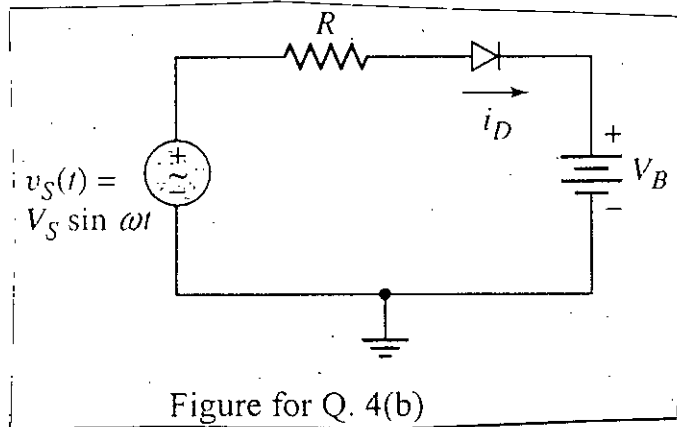 R
i_D
+
V_B
−
+
~
−
v_S(t) =
V_S sin ωt
Figure for Q. 4(b)